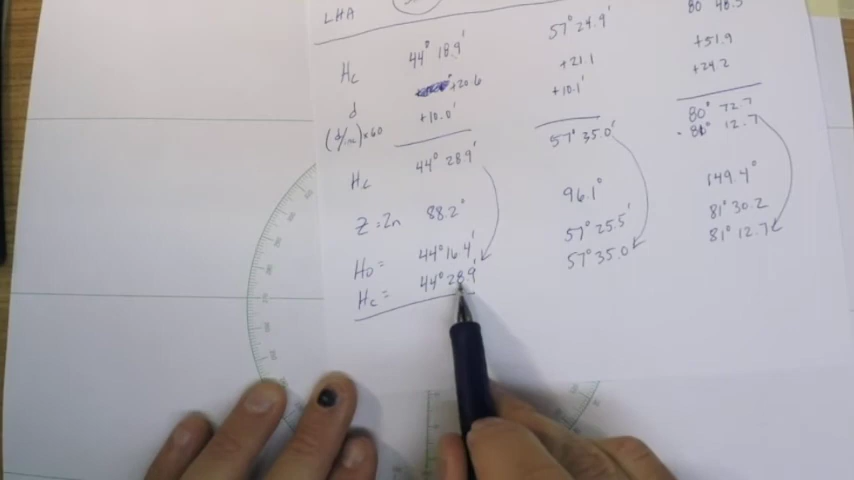 LHA
Hc 44° 18.9' 57° 24.9' 80 48.5
d +20.6 +21.1 +51.9
(d/inc)×60 +10.0' +10.1' +24.2
80° 72.7
Hc 44° 28.9' 57° 35.0' 81° 12.7
Z = Zn 88.2° 96.1° 149.4°
Ho = 44° 16.4' 57° 25.5' 81° 30.2
Hc = 44° 28.9' 57° 35.0 81° 12.7